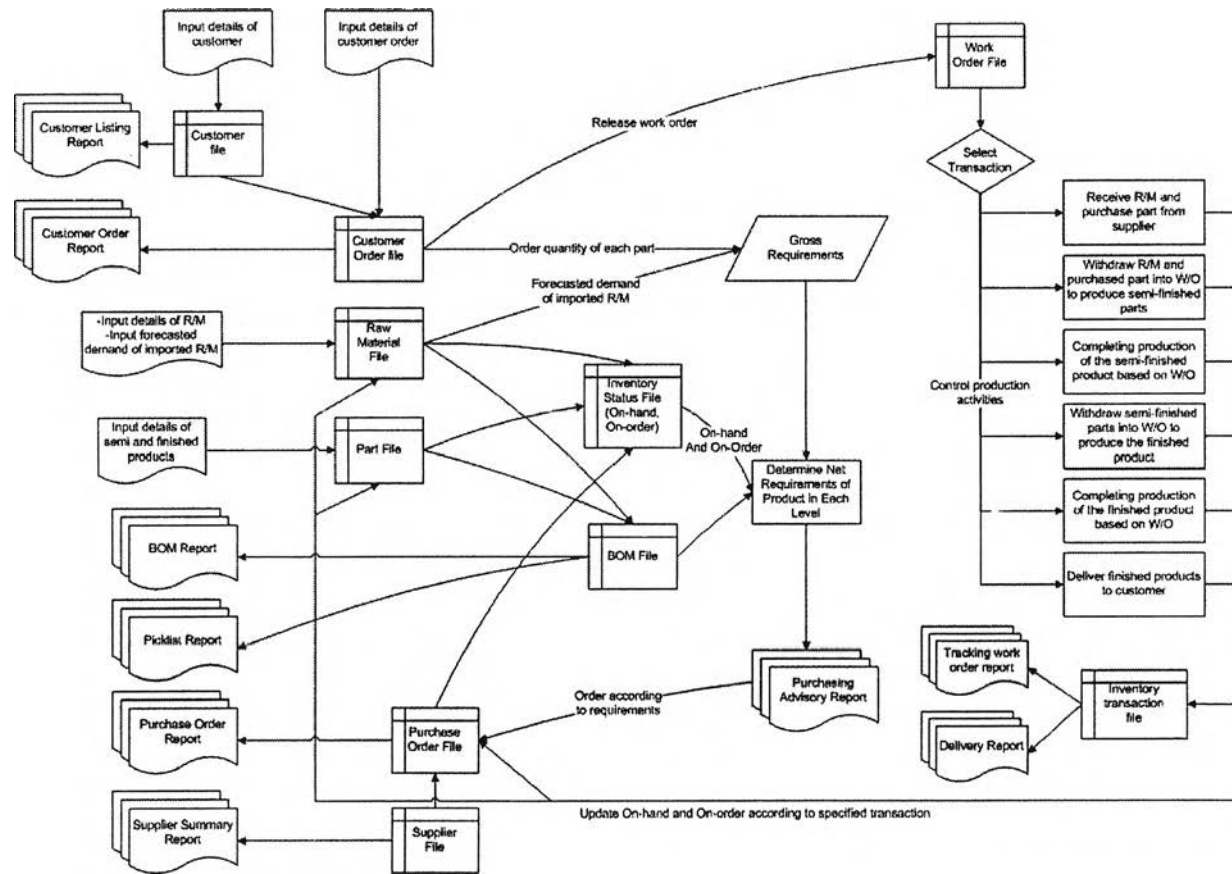 Input details of
customer
Input details of
customer order
Work
Order File
Customer Listing
Report
Customer
file
Release work order
Select
Transaction
Customer Order
Report
Customer
Order file
Order quantity of each part
Gross
Requirements
Receive R/M and
purchase part from
supplier
Forecasted demand
of imported R/M
Withdraw R/M and
purchased part into W/O
to produce semi-finished
parts
-Input details of R/M
-Input forecasted
demand of imported R/M
Raw
Material File
Inventory
Status File
(On-hand,
On-order)
Completing production
of the semi-finished
product based on W/O
Control production
activities
Input details of
semi and finished
products
Part File
On-hand
And On-Order
Withdraw semi-finished
parts into W/O to
produce the finished
product
Determine Net
Requirements of
Product in Each
Level
Completing production
of the finished product
based on W/O
BOM Report
BOM File
Deliver finished products
to customer
Picklist Report
Tracking work
order report
Purchasing
Advisory Report
Inventory
transaction
file
Order according
to requirements
Purchase Order
Report
Purchase
Order File
Delivery Report
Update On-hand and On-order according to specified transaction
Supplier Summary
Report
Supplier
File